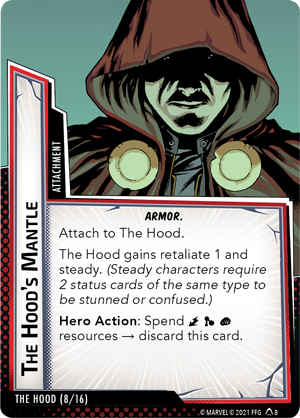 THE HOOD'S MANTLE
ATTACHMENT
ARMOR.
Attach to The Hood.
The Hood gains retaliate 1 and
steady. (Steady characters require
2 status cards of the same type to
be stunned or confused.)
Hero Action: Spend
resources → discard this card.
THE HOOD (8/16)
© MARVEL © 2021 FFG 8